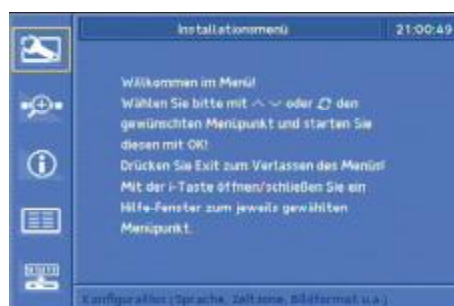 Installationsmenü 21:00:49
Willkommen im Menü!
Wählen Sie bitte mit oder den
gewünschten Menüpunkt und starten Sie
diesen mit OK!
Drücken Sie Exit zum Verlassen des Menüs!
Mit der i-Taste öffnen/schließen Sie ein
Hilfe-Fenster zum jeweils gewählten
Menüpunkt.
Konfiguration (Sprache, Zeitzone, Bildformat u.a.)